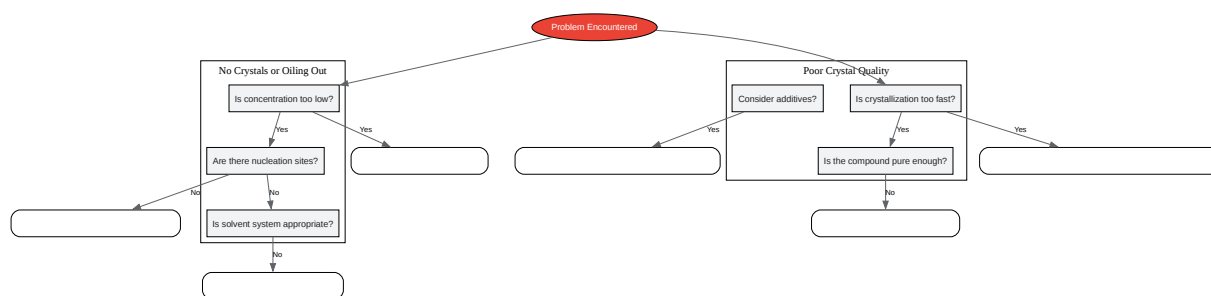 Problem Encountered
No Crystals or Oiling Out
Poor Crystal Quality
Is concentration too low?
Consider additives?
Is crystallization too fast?
Yes
Yes
Yes
Yes
Yes
Are there nucleation sites?
Is the compound pure enough?
No
No
No
Is solvent system appropriate?
No